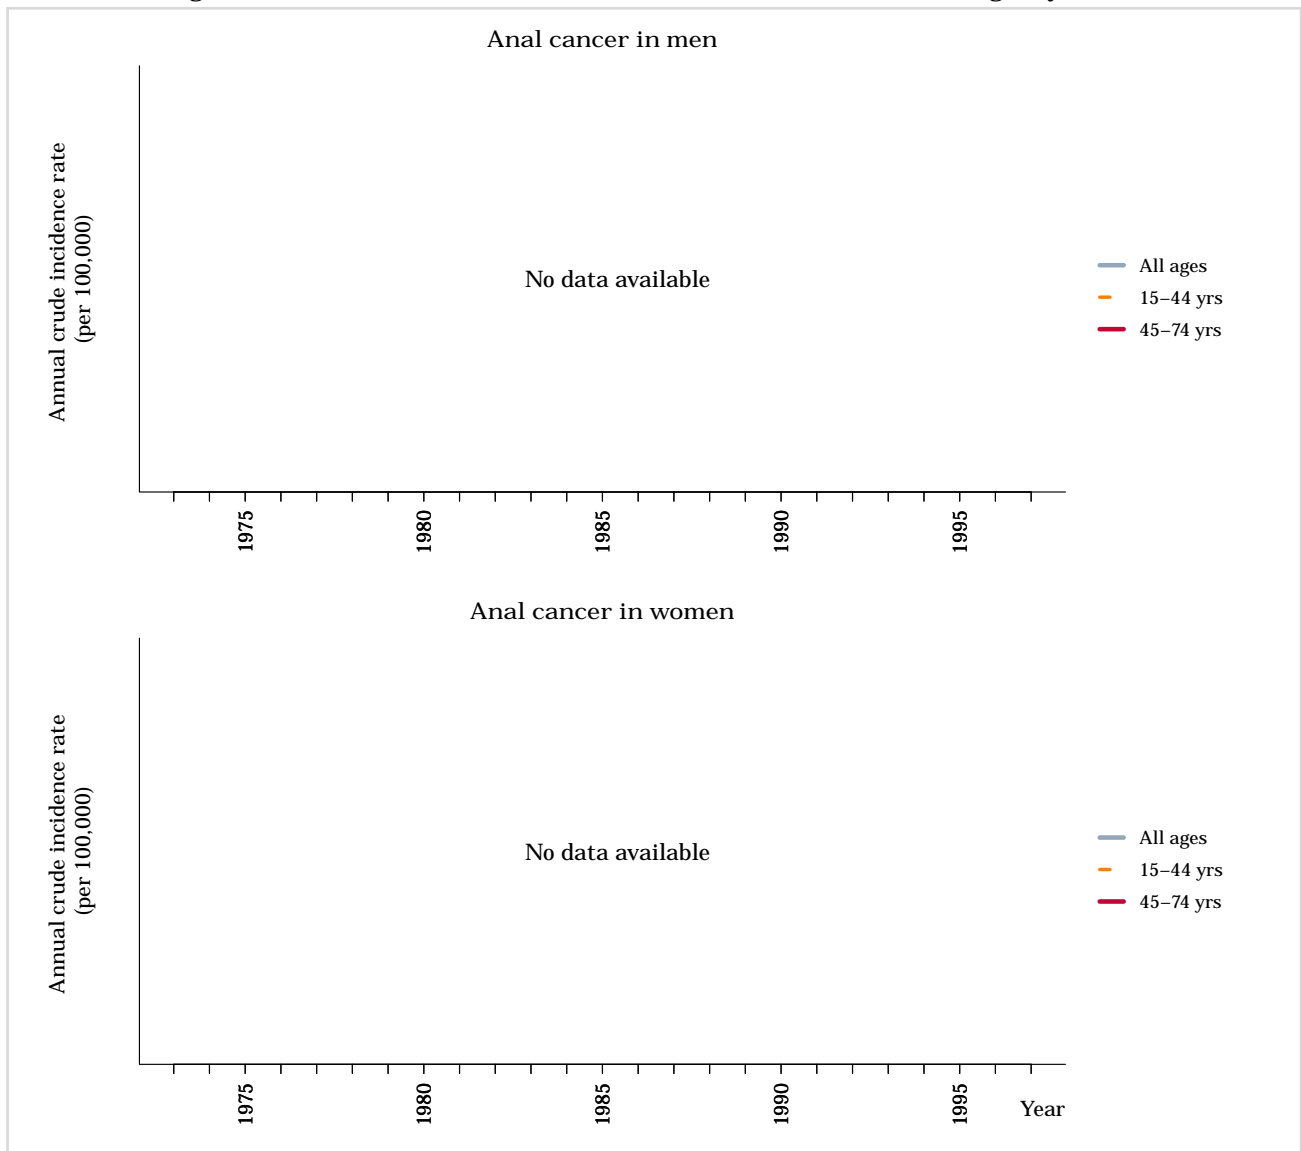 Anal cancer in men
Annual crude incidence rate
(per 100,000)
No data available
All ages
15–44 yrs
45–74 yrs
1975
1980
1985
1990
1995
Anal cancer in women
Annual crude incidence rate
(per 100,000)
No data available
All ages
15–44 yrs
45–74 yrs
1975
1980
1985
1990
1995
Year